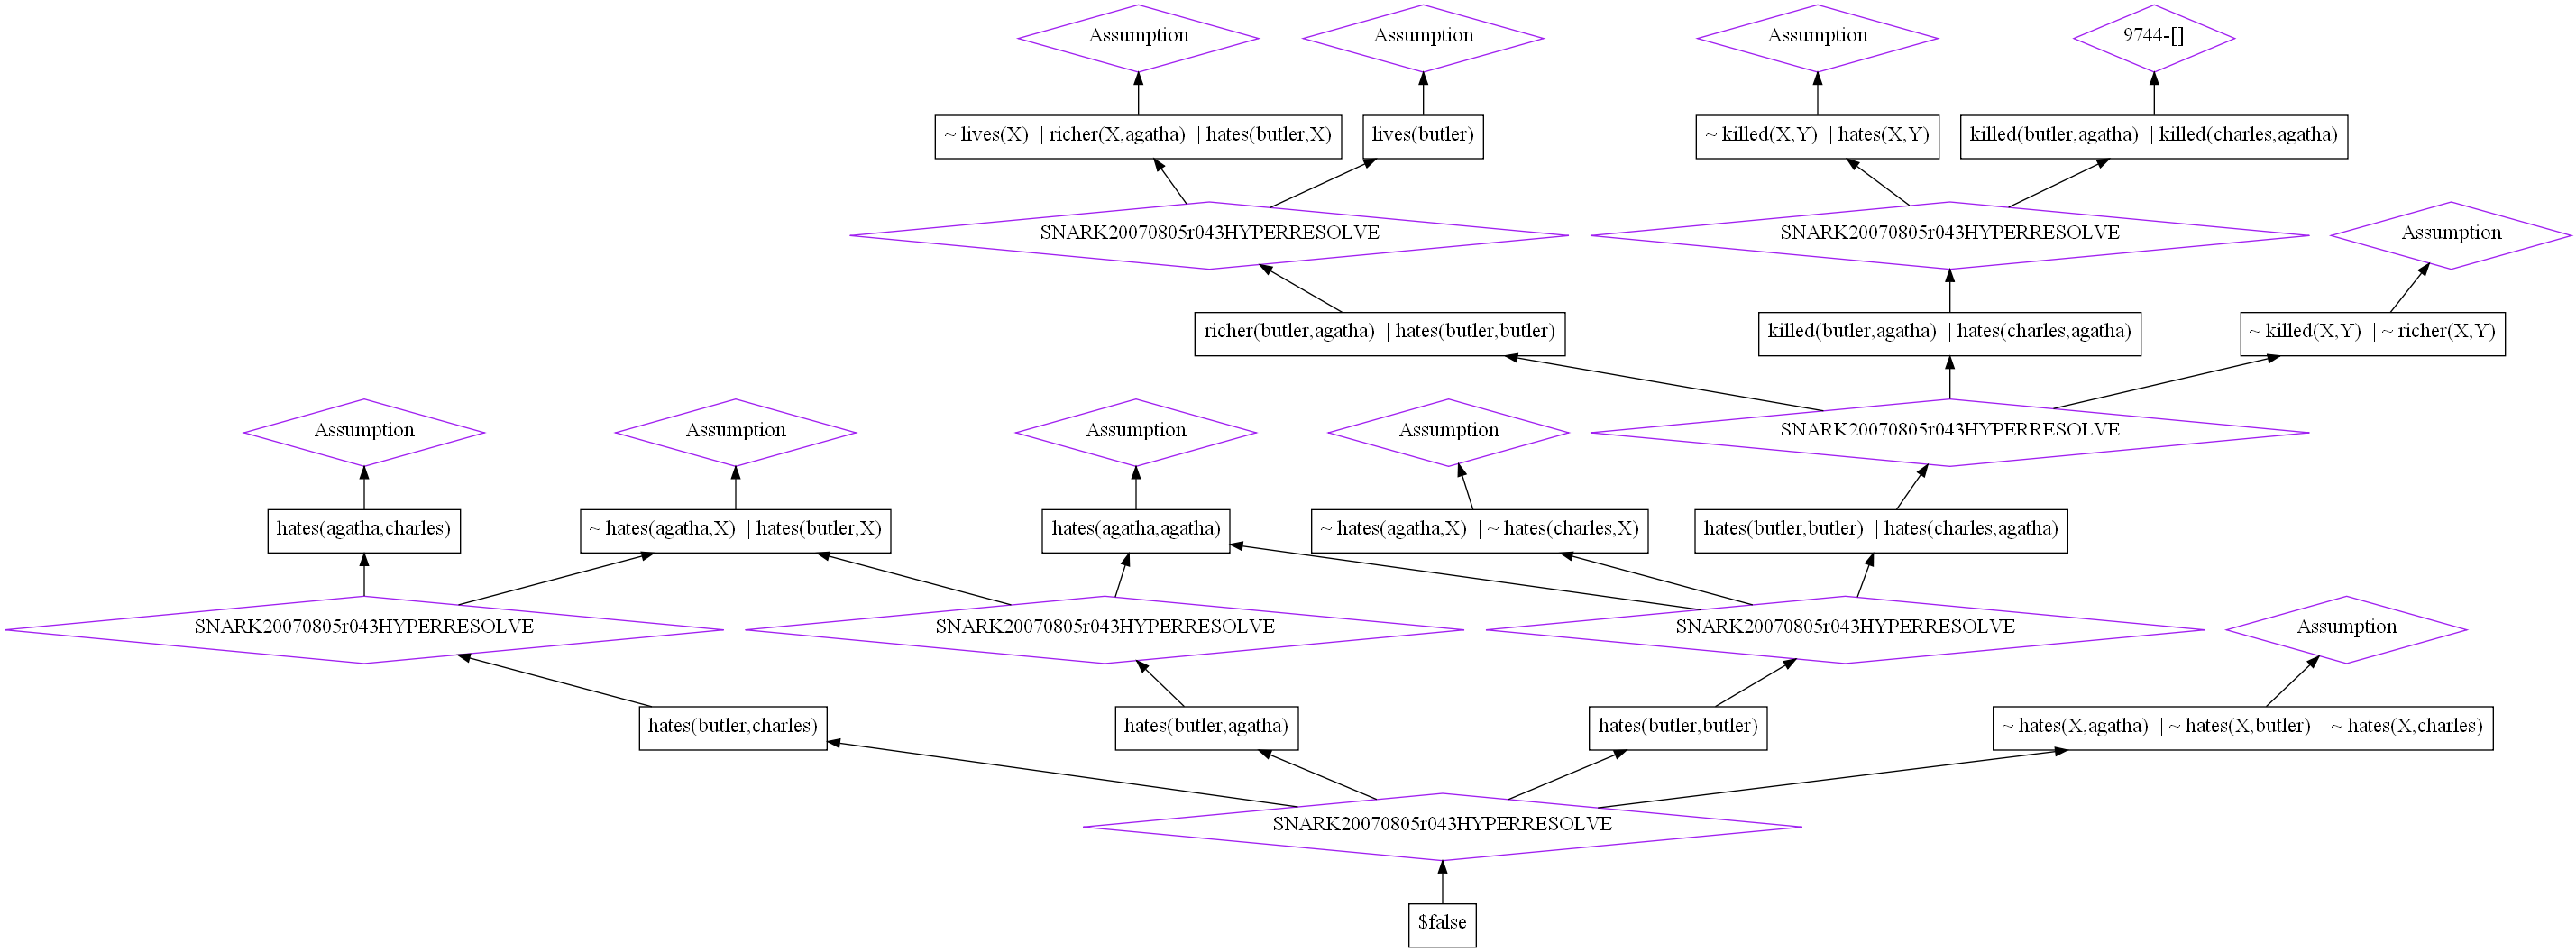 Assumption
Assumption
Assumption
9744-[]
~ lives(X) | richer(X,agatha) | hates(butler,X)
lives(butler)
~ killed(X,Y) | hates(X,Y)
killed(butler,agatha) | killed(charles,agatha)
SNARK20070805r043HYPERRESOLVE
SNARK20070805r043HYPERRESOLVE
Assumption
richer(butler,agatha) | hates(butler,butler)
killed(butler,agatha) | hates(charles,agatha)
~ killed(X,Y) | ~ richer(X,Y)
Assumption
Assumption
Assumption
Assumption
SNARK20070805r043HYPERRESOLVE
hates(agatha,charles)
~ hates(agatha,X) | hates(butler,X)
hates(agatha,agatha)
~ hates(agatha,X) | ~ hates(charles,X)
hates(butler,butler) | hates(charles,agatha)
SNARK20070805r043HYPERRESOLVE
SNARK20070805r043HYPERRESOLVE
SNARK20070805r043HYPERRESOLVE
Assumption
hates(butler,charles)
hates(butler,agatha)
hates(butler,butler)
~ hates(X,agatha) | ~ hates(X,butler) | ~ hates(X,charles)
SNARK20070805r043HYPERRESOLVE
$false